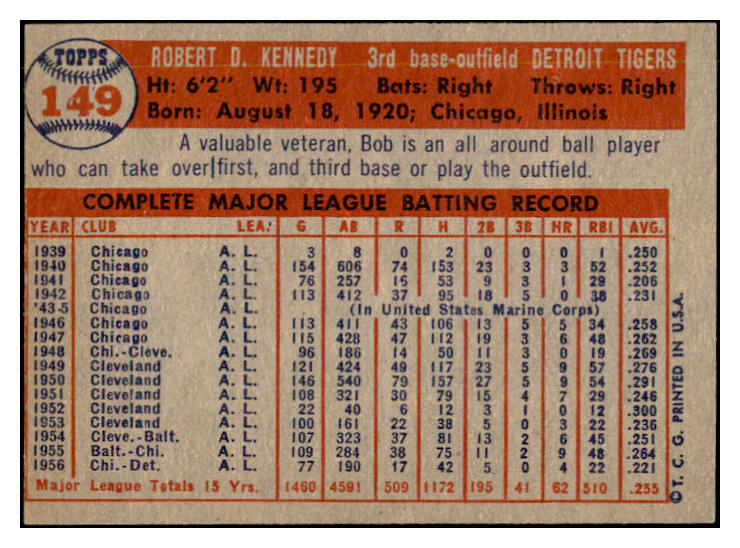 TOPPS
149
ROBERT D. KENNEDY 3rd base-outfield DETROIT TIGERS
Ht: 6'2" Wt: 195 Bats: Right Throws: Right
Born: August 18, 1920; Chicago, Illinois
A valuable veteran, Bob is an all around ball player
who can take over first, and third base or play the outfield.
COMPLETE MAJOR LEAGUE BATTING RECORD
YEAR CLUB LEA. G AB R H 2B 3B HR RBI AVG.
1939 Chicago A. L. 3 8 0 2 0 0 0 1 .250
1940 Chicago A. L. 154 606 74 153 23 3 3 52 .252
1941 Chicago A. L. 76 257 16 53 9 3 1 29 .206
1942 Chicago A. L. 113 412 37 95 18 5 0 38 .231
'43-5 Chicago (In United States Marine Corps)
1946 Chicago A. L. 113 411 43 106 13 5 5 34 .258
1947 Chicago A. L. 115 428 47 112 19 3 6 48 .262
1948 Chi.-Cleve. A. L. 96 186 14 50 11 3 0 19 .269
1949 Cleveland A. L. 121 424 49 117 23 5 9 57 .276
1950 Cleveland A. L. 146 540 79 157 27 5 9 54 .291
1951 Cleveland A. L. 108 321 30 79 15 4 7 29 .246
1952 Cleveland A. L. 22 40 6 12 3 1 0 12 .300
1953 Cleveland A. L. 100 161 22 38 5 0 3 22 .236
1954 Cleve.-Balt. A. L. 107 323 37 81 13 2 6 45 .251
1955 Balt.-Chi. A. L. 109 284 38 75 11 2 9 48 .264
1956 Chi.-Det. A. L. 77 190 17 42 5 0 4 22 .221
Major League Totals 15 Yrs. 1460 4591 509 1172 195 41 62 510 .255
© T. C. G. PRINTED IN U.S.A.